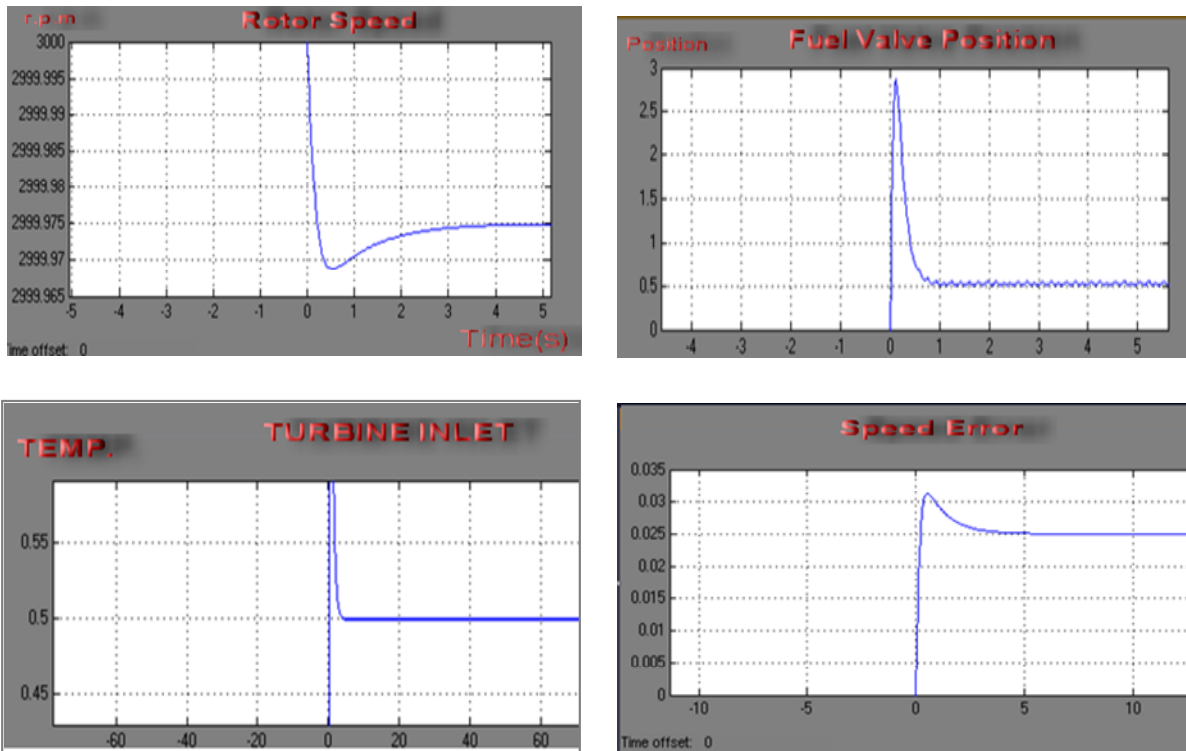 r.p.m
Rotor Speed
3000
2999.995
2999.99
2999.985
2999.98
2999.975
2999.97
2999.965
-5 -4 -3 -2 -1 0 1 2 3 4 5
Time(s)
Time offset: 0
Position
Fuel Valve Position
3
2.5
2
1.5
1
0.5
0
-4 -3 -2 -1 0 1 2 3 4 5
TEMP.
TURBINE INLET
0.55
0.5
0.45
-60 -40 -20 0 20 40 60
Speed Error
0.035
0.03
0.025
0.02
0.015
0.01
0.005
0
-10 -5 0 5 10
Time offset: 0